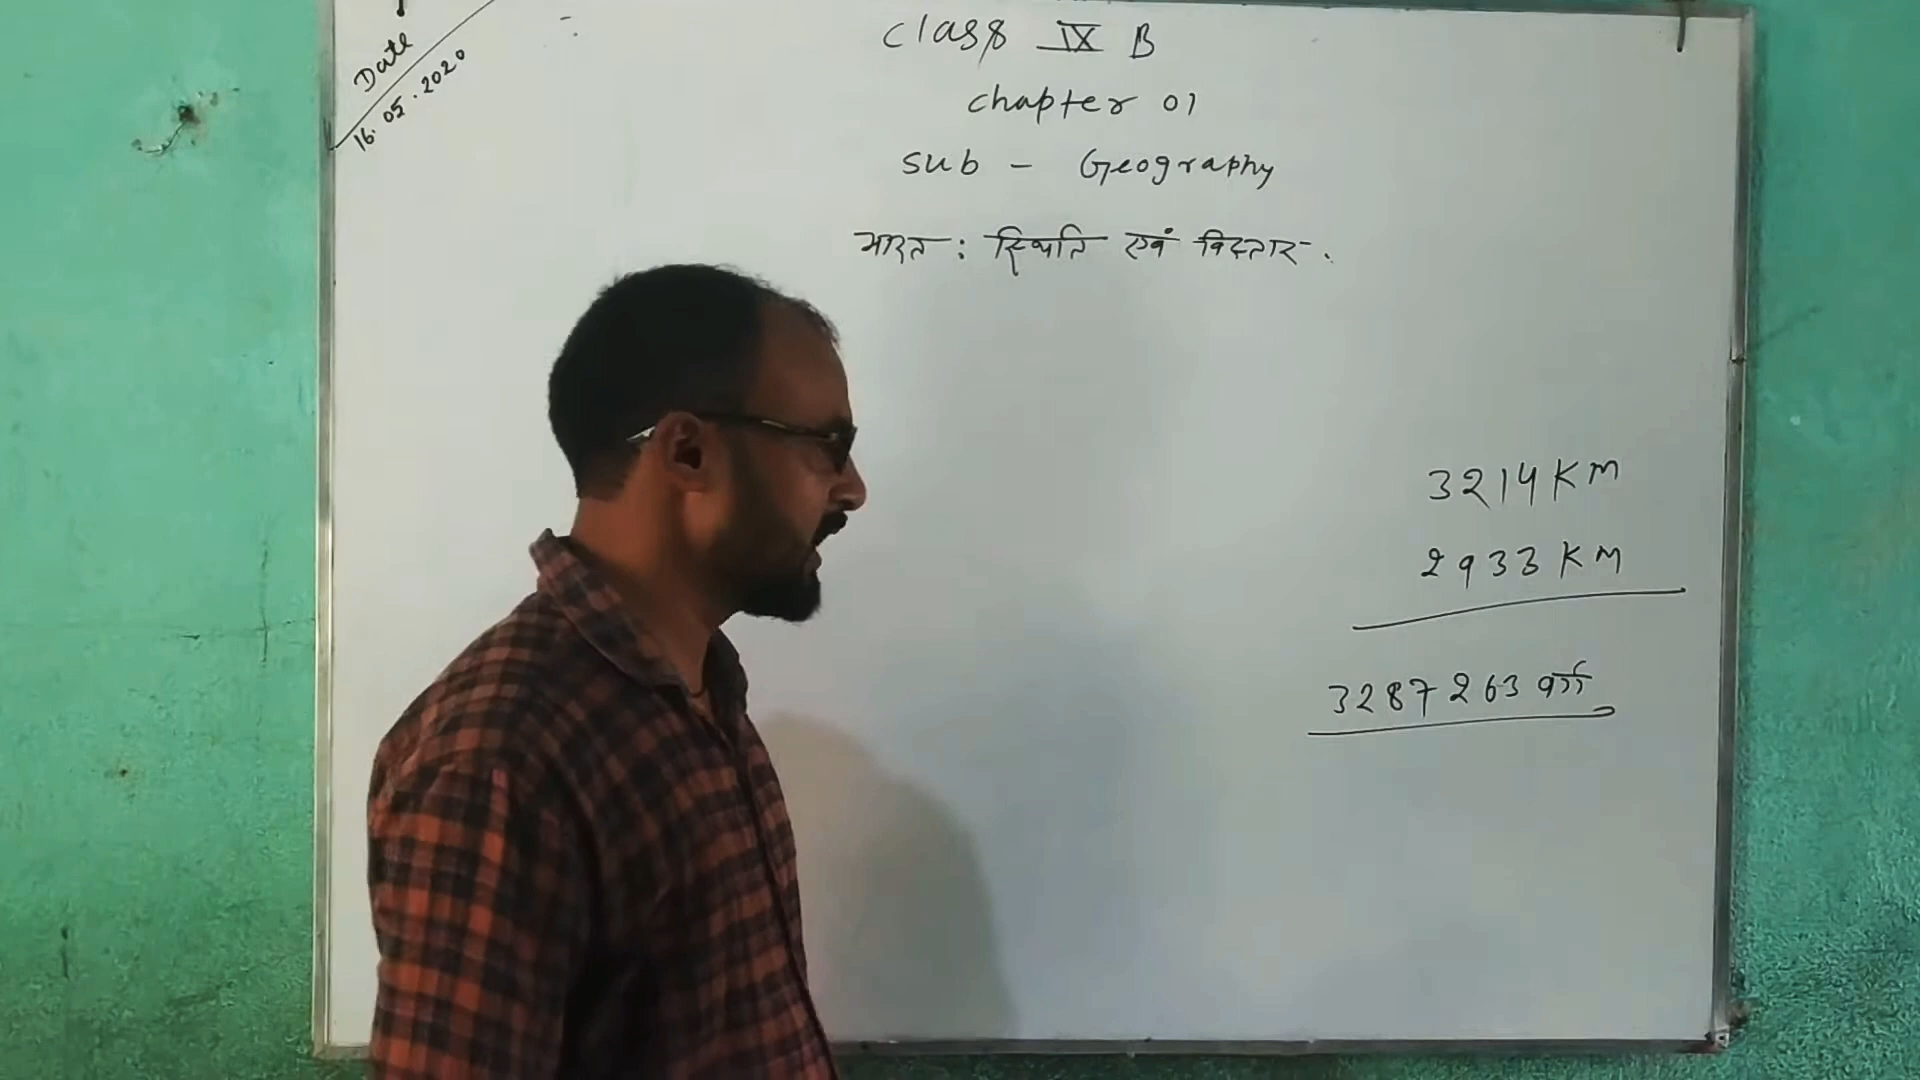 Date
16.05.2020
Class IX B
Chapter 01
Sub - Geography
भारत : स्थिति एवं विस्तार .
3214 KM
2933 KM
3287263 वर्ग